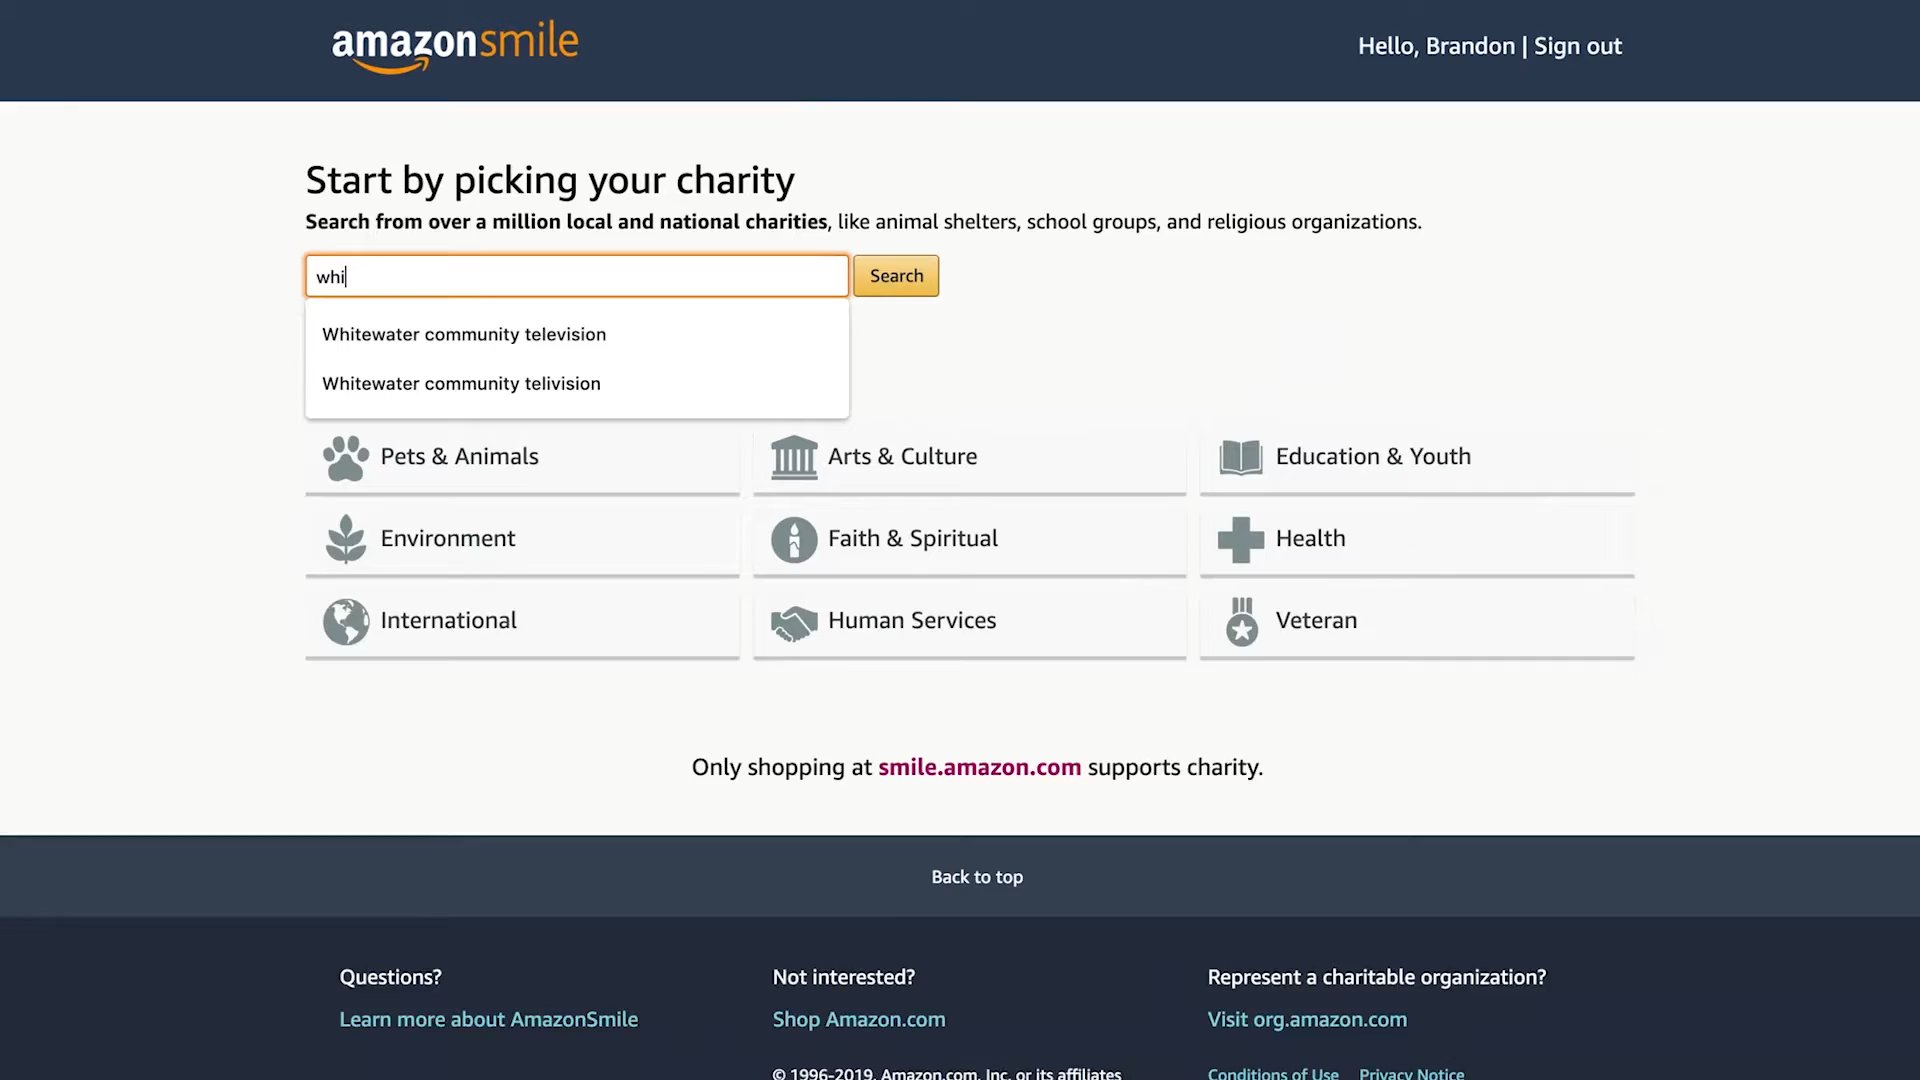 amazonsmile
Hello, Brandon | Sign out
Start by picking your charity
Search from over a million local and national charities, like animal shelters, school groups, and religious organizations.
whi
Search
Whitewater community television
Whitewater community telivision
Pets & Animals
Arts & Culture
Education & Youth
Environment
Faith & Spiritual
Health
International
Human Services
Veteran
Only shopping at smile.amazon.com supports charity.
Back to top
Questions?
Not interested?
Represent a charitable organization?
Learn more about AmazonSmile
Shop Amazon.com
Visit org.amazon.com
© 1996-2019, Amazon.com, Inc. or its affiliates
Conditions of Use
Privacy Notice